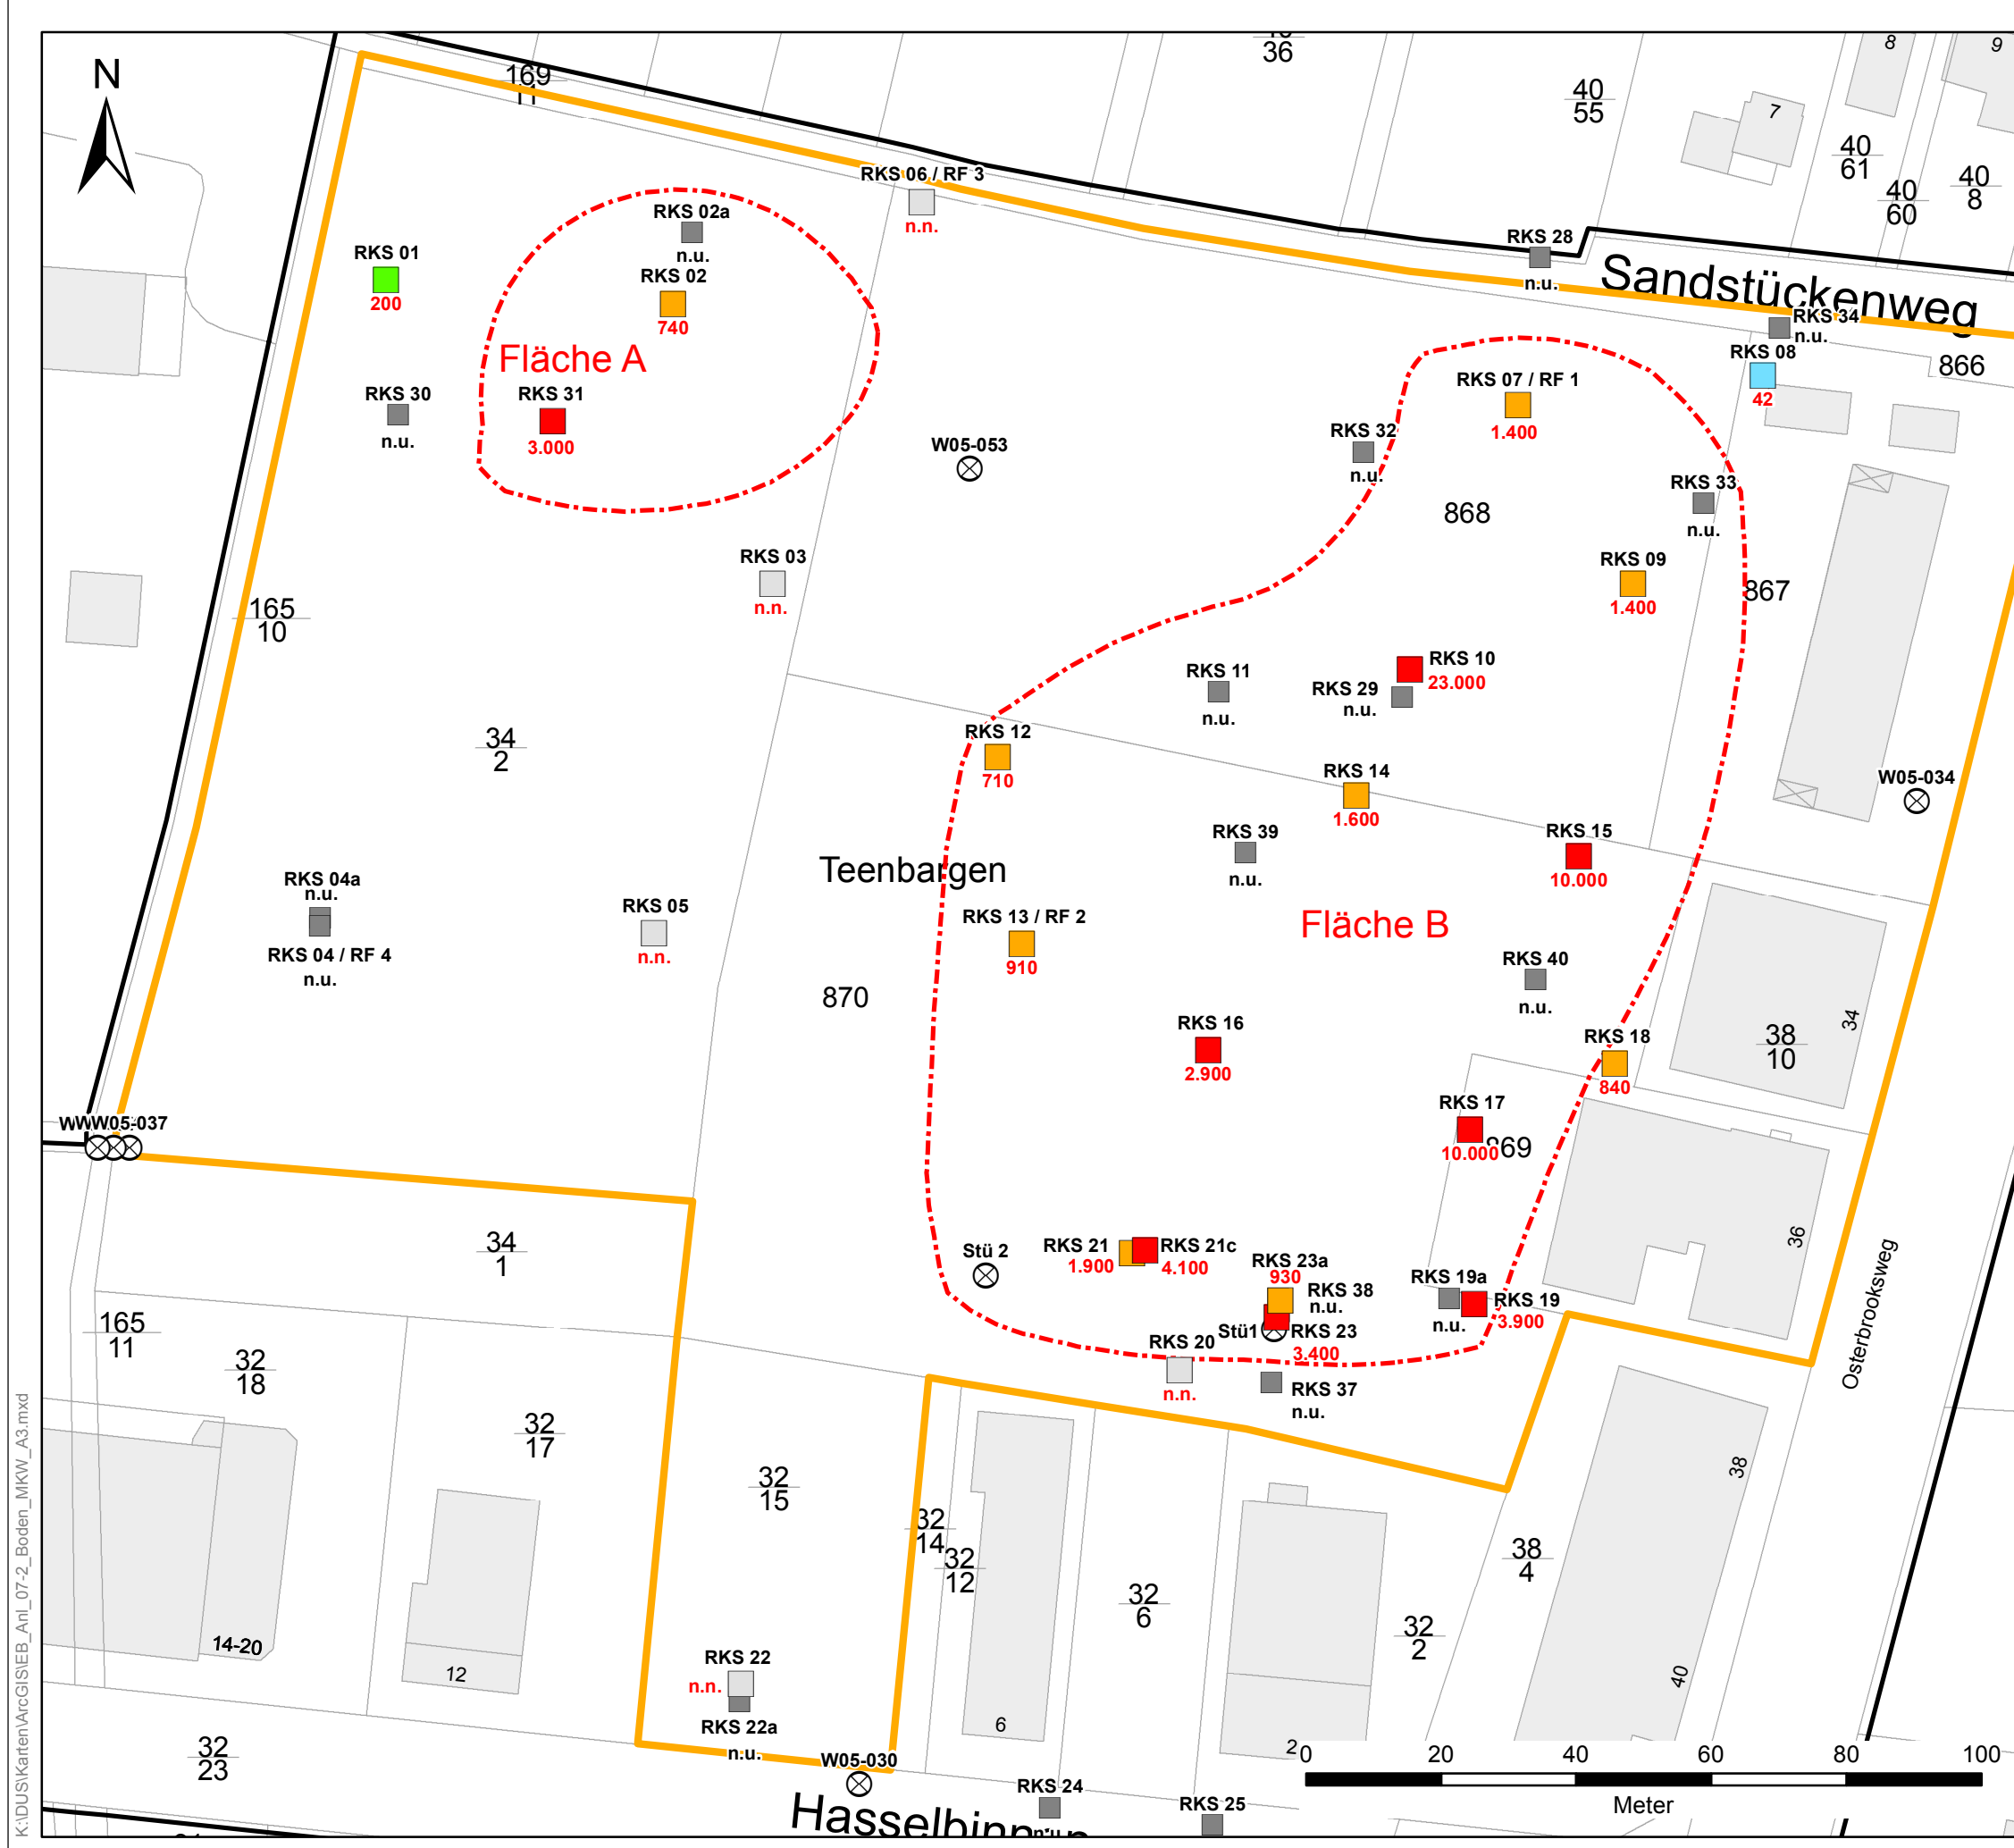 N
169
11
36
40
55
7
8
9
40
61
40
60
40
8
RKS 06 / RF 3
n.n.
RKS 02a
n.u.
RKS 01
200
RKS 02
740
RKS 28
n.u.
Sandstückenweg
RKS 34
n.u.
RKS 08
42
866
Fläche A
RKS 30
n.u.
RKS 31
3.000
RKS 07 / RF 1
1.400
W05-053
RKS 32
n.u.
868
RKS 33
n.u.
RKS 03
n.n.
RKS 09
1.400
867
165
10
RKS 11
n.u.
RKS 10
23.000
RKS 29
n.u.
34
2
RKS 12
710
RKS 14
1.600
W05-034
RKS 39
n.u.
RKS 15
10.000
Teenbargen
RKS 04a
n.u.
RKS 04 / RF 4
n.u.
RKS 05
n.n.
RKS 13 / RF 2
910
Fläche B
RKS 40
n.u.
870
34
38
10
RKS 16
2.900
RKS 18
840
RKS 17
10.000
869
W05-037
34
1
Stü 2
RKS 21
1.900
RKS 21c
4.100
RKS 23a
930
RKS 38
n.u.
Stü1
RKS 23
3.400
RKS 19a
n.u.
RKS 19
3.900
36
Osterbrooksweg
165
11
32
18
RKS 20
n.n.
RKS 37
n.u.
32
17
32
15
38
32
14
32
12
32
6
38
4
32
2
40
14-20
12
RKS 22
n.n.
RKS 22a
n.u.
6
2
32
23
W05-030
RKS 24
n.u.
RKS 25
Hasselbinn
0 20 40 60 80 100
Meter
K:\DUS\Karten\ArcGIS\EB_Anl_07-2_Boden_MKW_A3.mxd